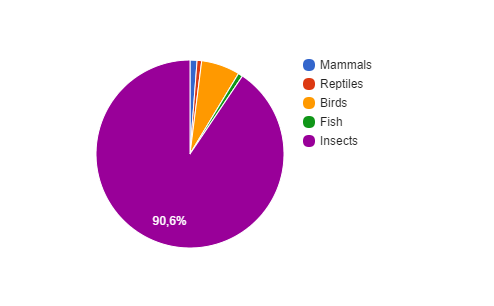 Mammals
Reptiles
Birds
Fish
Insects
90,6%